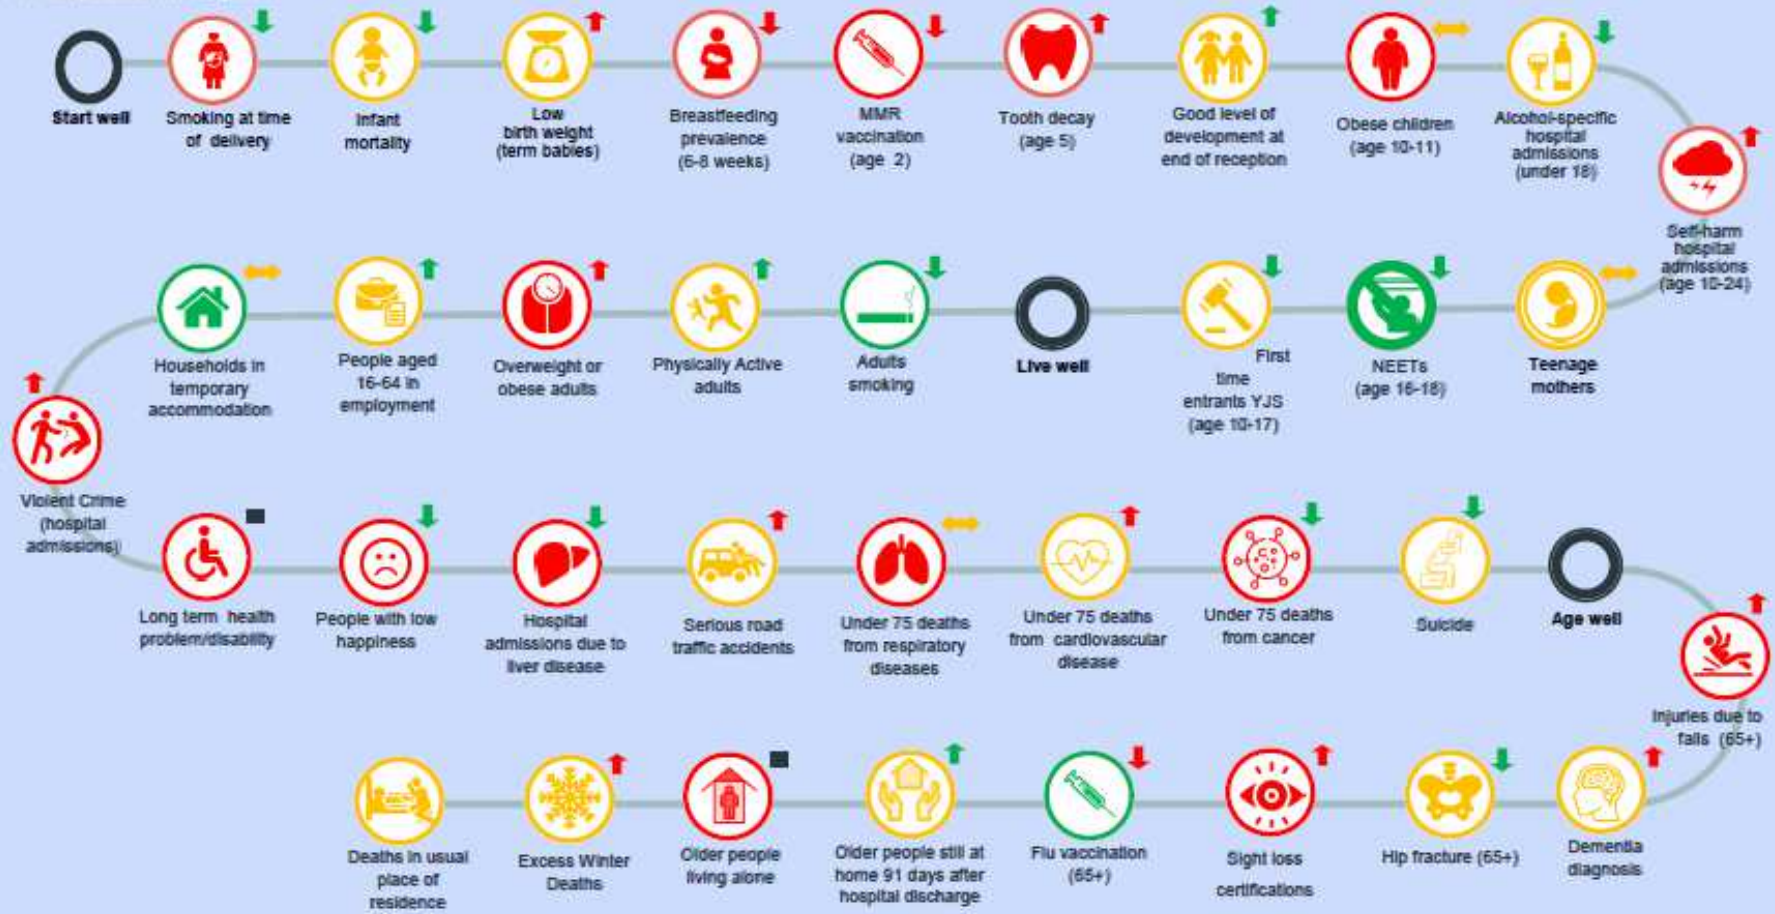 Start well
Smoking at time
of delivery
Infant
mortality
Low
birth weight
(term babies)
Breastfeeding
prevalence
(6-8 weeks)
MMR
vaccination
(age 2)
Tooth decay
(age 5)
Good level of
development at
end of reception
Obese children
(age 10-11)
Alcohol-specific
hospital
admissions
(under 18)
Self-harm
hospital
admissions
(age 10-24)
Teenage
mothers
NEETs
(age 16-18)
First
time
entrants YJS
(age 10-17)
Live well
Adults
smoking
Physically Active
adults
Overweight or
obese adults
People aged
16-64 in
employment
Households in
temporary
accommodation
Violent Crime
(hospital
admissions)
Long term health
problem/disability
People with low
happiness
Hospital
admissions due to
liver disease
Serious road
traffic accidents
Under 75 deaths
from respiratory
diseases
Under 75 deaths
from cardiovascular
disease
Under 75 deaths
from cancer
Suicide
Age well
Injuries due to
falls (65+)
Dementia
diagnosis
Hip fracture (65+)
Sight loss
certifications
Flu vaccination
(65+)
Older people still at
home 91 days after
hospital discharge
Older people
living alone
Excess Winter
Deaths
Deaths in usual
place of
residence